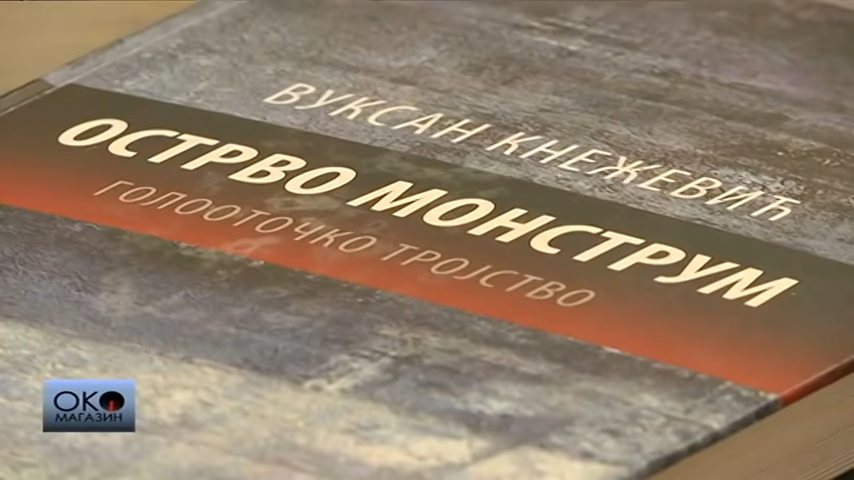 ВУКСАН КНЕЖЕВИЋ
ОСТРВО МОНСТРУМ
ГОЛООТОЧКО ТРОЈСТВО
ОКО
МАГАЗИН